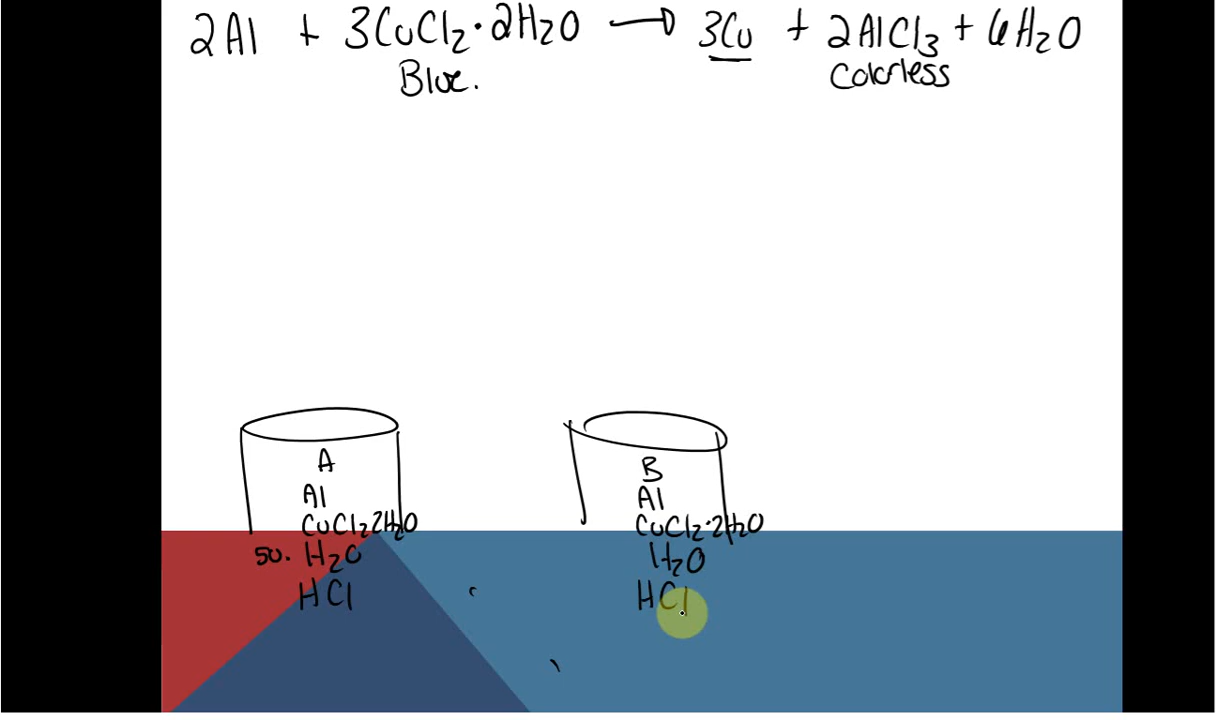 2Al + 3CuCl2·2H2O → 3Cu + 2AlCl3 + 6H2O
Blue. Colorless
A
Al
CuCl2 2H2O
50. H2O
HCl
B
Al
CuCl2·2H2O
H2O
HCl